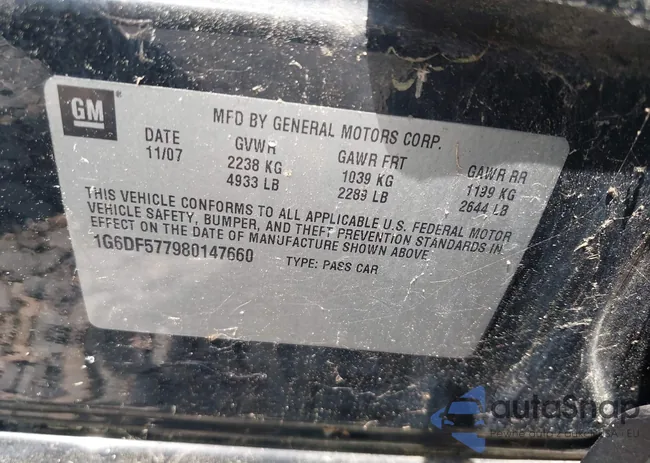 GM
MFD BY GENERAL MOTORS CORP.
DATE GVWR GAWR FRT GAWR RR
11/07 2238 KG 1039 KG 1199 KG
4933 LB 2289 LB 2644 LB
THIS VEHICLE CONFORMS TO ALL APPLICABLE U.S. FEDERAL MOTOR
VEHICLE SAFETY, BUMPER, AND THEFT PREVENTION STANDARDS IN
EFFECT ON THE DATE OF MANUFACTURE SHOWN ABOVE
1G6DF577980147660 TYPE: PASS CAR
autoSnap